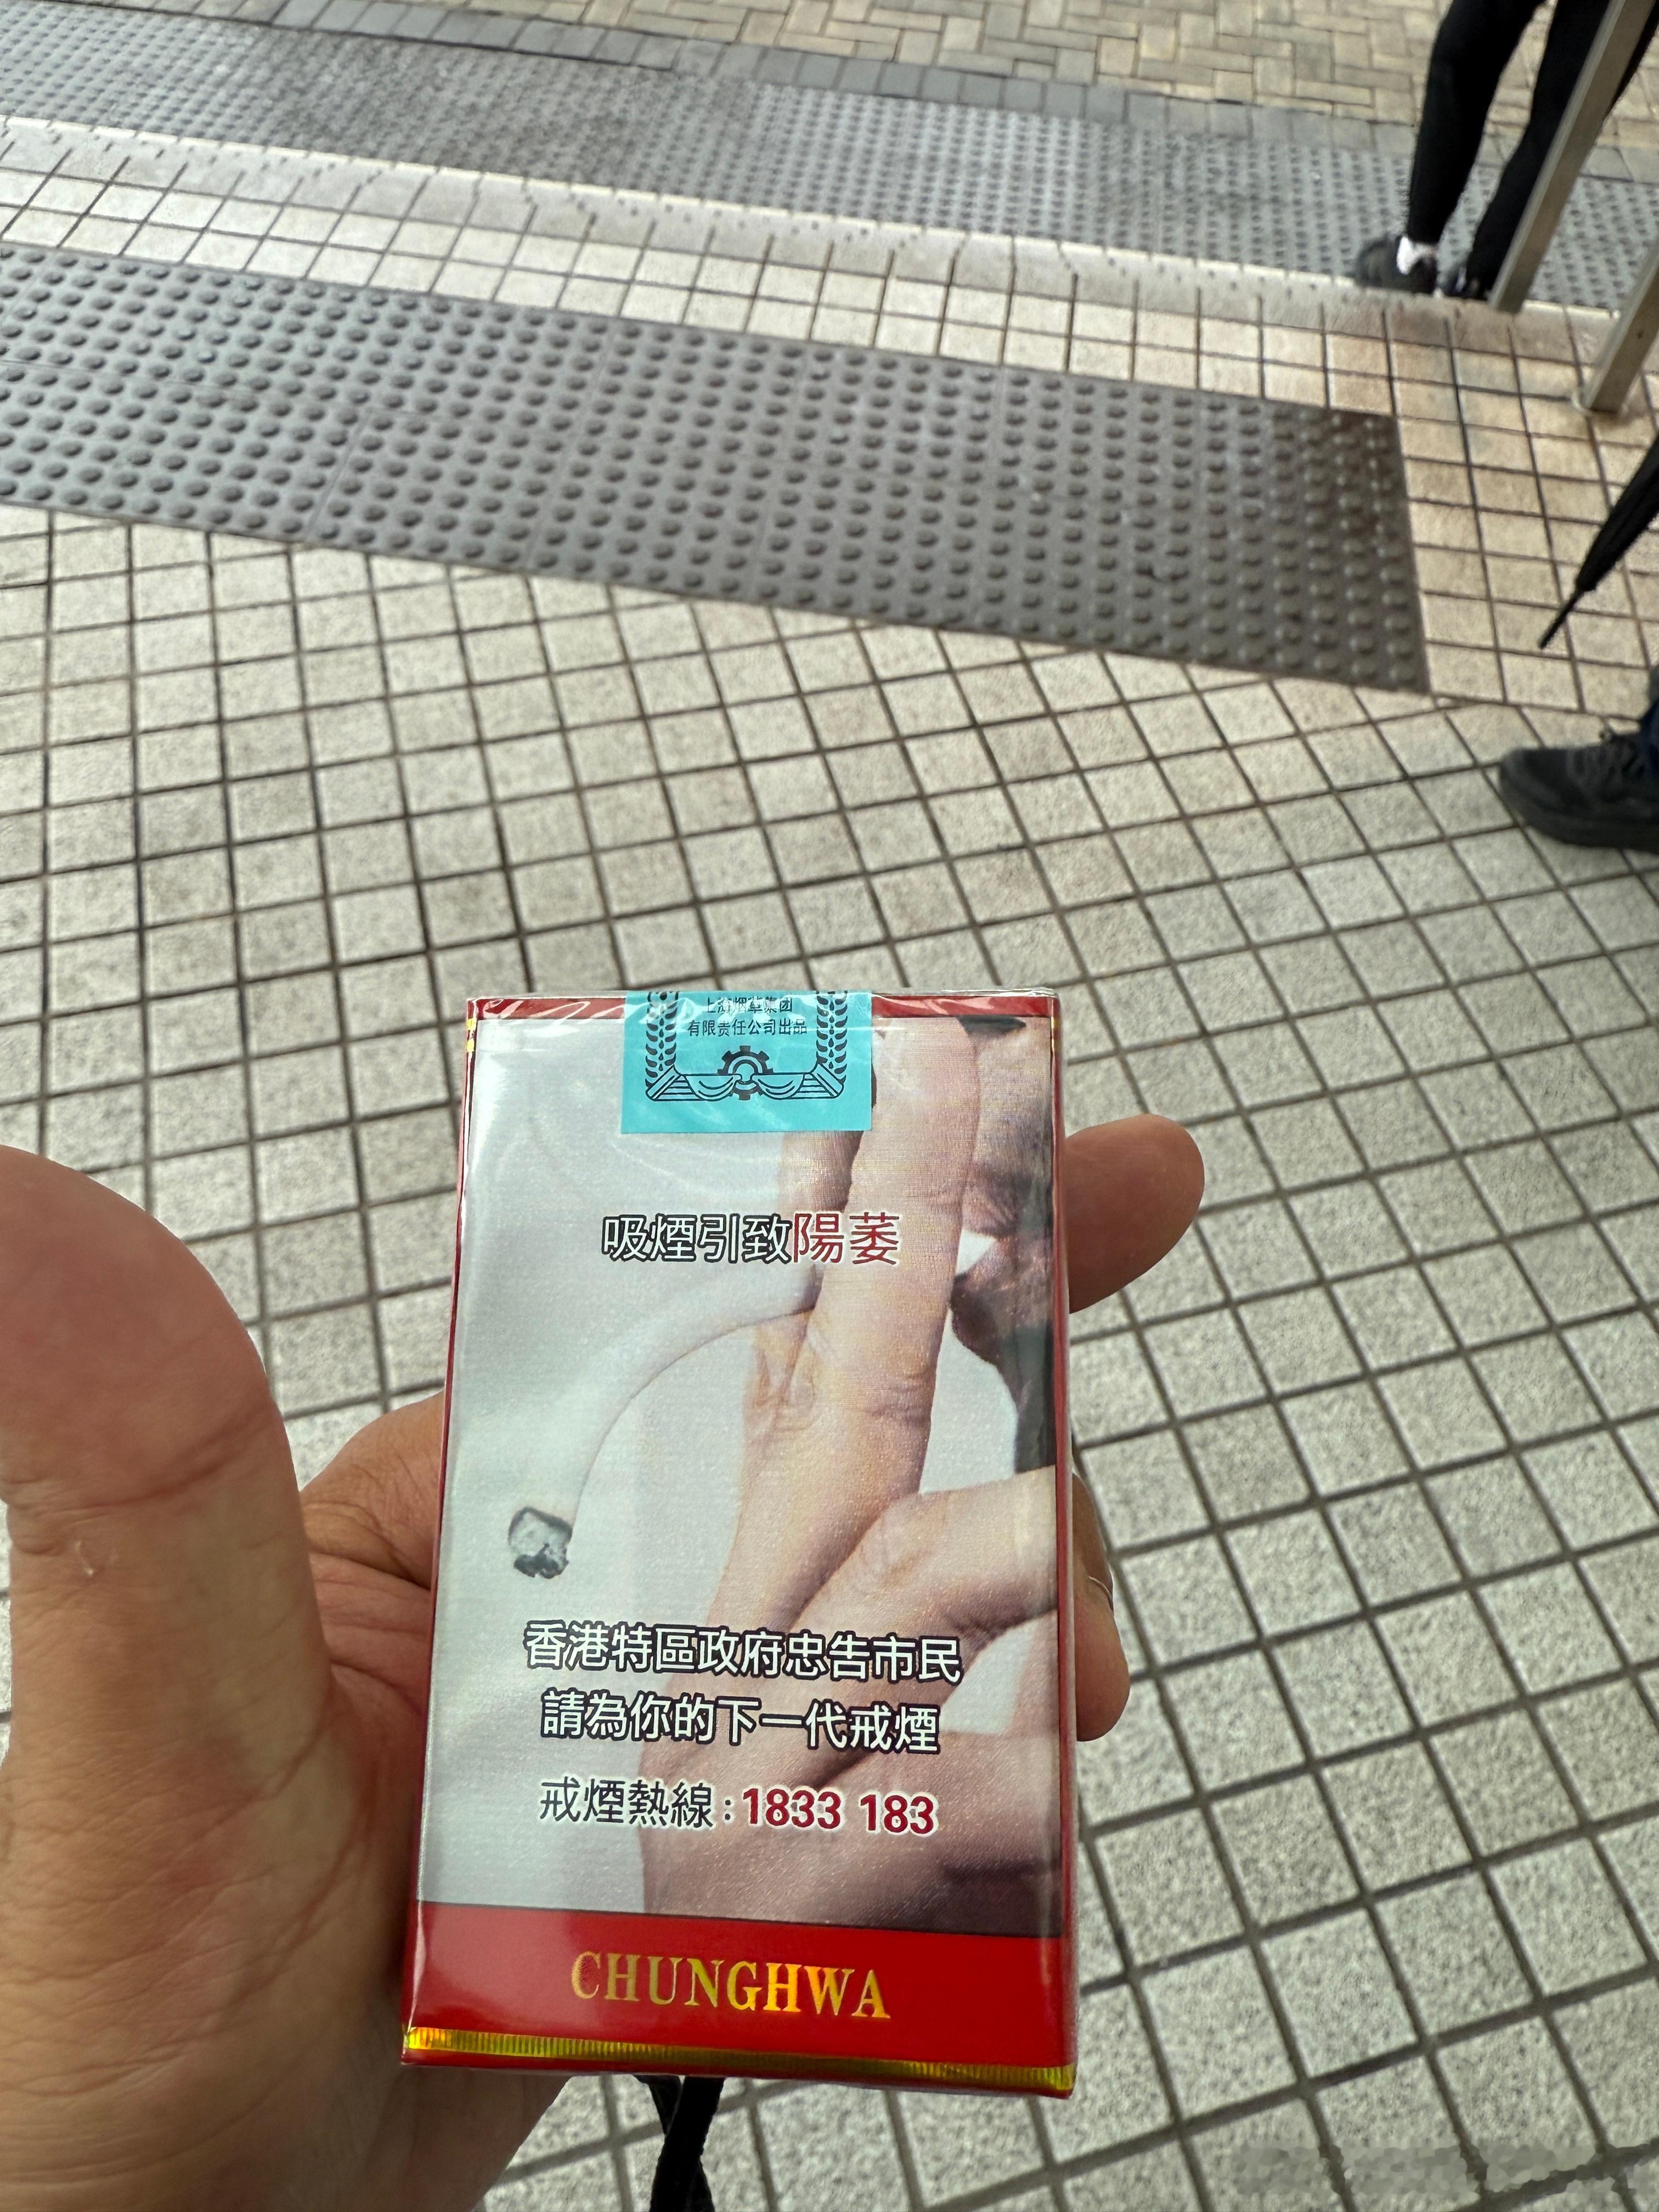 上海烟草集团
有限责任公司出品
吸煙引致陽萎
香港特區政府忠告市民
請為你的下一代戒煙
戒煙熱線：1833 183
CHUNGHWA